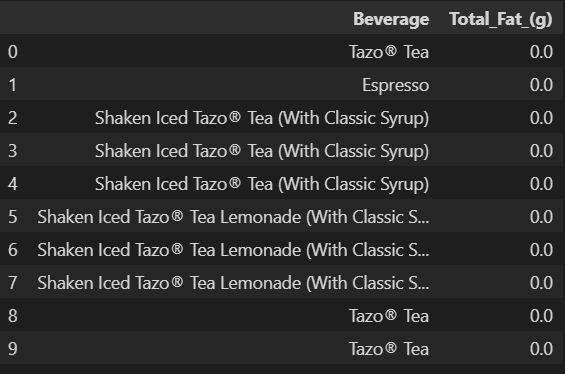 Beverage Total_Fat_(g)
0 Tazo® Tea 0.0
1 Espresso 0.0
2 Shaken Iced Tazo® Tea (With Classic Syrup) 0.0
3 Shaken Iced Tazo® Tea (With Classic Syrup) 0.0
4 Shaken Iced Tazo® Tea (With Classic Syrup) 0.0
5 Shaken Iced Tazo® Tea Lemonade (With Classic S... 0.0
6 Shaken Iced Tazo® Tea Lemonade (With Classic S... 0.0
7 Shaken Iced Tazo® Tea Lemonade (With Classic S... 0.0
8 Tazo® Tea 0.0
9 Tazo® Tea 0.0